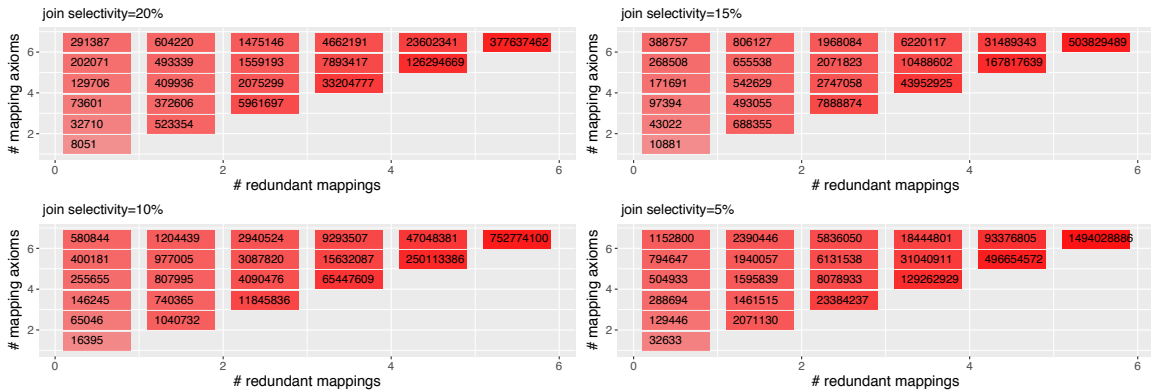 join selectivity=20%
# mapping axioms
6
4
2
291387 604220 1475146 4662191 23602341 377637462
202071 493339 1559193 7893417 126294669
129706 409936 2075299 33204777
73601 372606 5961697
32710 523354
8051
0 2 4 6
# redundant mappings
join selectivity=15%
# mapping axioms
6
4
2
388757 806127 1968084 6220117 31489343 503829489
268508 655538 2071823 10488602 167817639
171691 542629 2747058 43952925
97394 493055 7888874
43022 688355
10881
0 2 4 6
# redundant mappings
join selectivity=10%
# mapping axioms
6
4
2
580844 1204439 2940524 9293507 47048381 752774100
400181 977005 3087820 15632087 250113386
255655 807995 4090476 65447609
146245 740365 11845836
65046 1040732
16395
0 2 4 6
# redundant mappings
join selectivity=5%
# mapping axioms
6
4
2
1152800 2390446 5836050 18444801 93376805 1494028886
794647 1940057 6131538 31040911 496654572
504933 1595839 8078933 129262929
288694 1461515 23384237
129446 2071130
32633
0 2 4 6
# redundant mappings